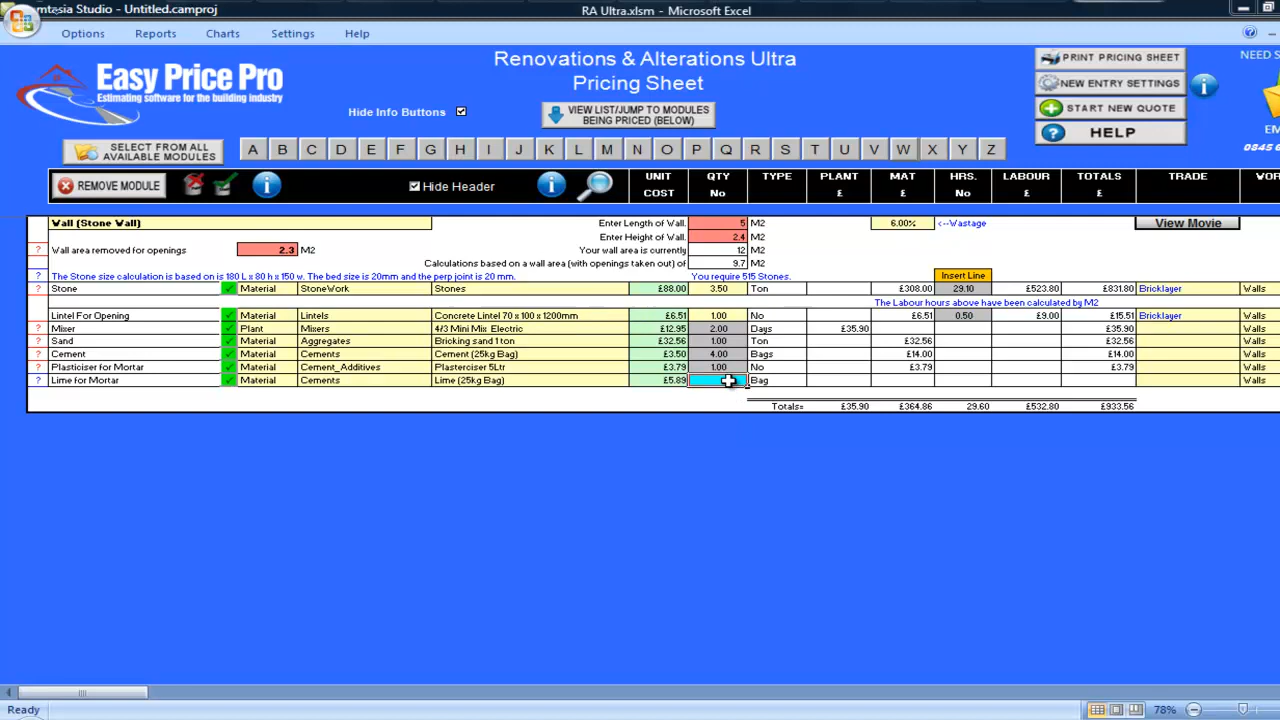 mtasia Studio - Untitled.camproj
RA Ultra.xlsm - Microsoft Excel
Options Reports Charts Settings Help
Renovations & Alterations Ultra
Pricing Sheet
Easy Price Pro
Estimating software for the building industry
Hide Info Buttons
VIEW LIST/JUMP TO MODULES
BEING PRICED (BELOW)
PRINT PRICING SHEET
NEW ENTRY SETTINGS
START NEW QUOTE
HELP
NEED S
EM
0845 6
SELECT FROM ALL
AVAILABLE MODULES
A B C D E F G H I J K L M N O P Q R S T U V W X Y Z
REMOVE MODULE
Hide Header
UNIT COST
QTY No
TYPE
PLANT £
MAT £
HRS. No
LABOUR £
TOTALS £
TRADE
WOR
Wall (Stone Wall) Enter Length of Wall. 5 M2 6.00% <--Wastage View Movie
Enter Height of Wall. 2.4 M2
? Wall area removed for openings 2.3 M2 Your wall area is currently 12 M2
Calculations based on a wall area (with openings taken out) of 9.7 M2
? The Stone size calculation is based on is 180 L x 80 h x 150 w. The bed size is 20mm and the perp joint is 20 mm. You require 515 Stones. Insert Line
? Stone Material StoneWork Stones £88.00 3.50 Ton £308.00 29.10 £523.80 £831.80 Bricklayer Walls
The Labour hours above have been calculated by M2
Lintel For Opening Material Lintels Concrete Lintel 70 x 100 x 1200mm £6.51 1.00 No £6.51 0.50 £9.00 £15.51 Bricklayer Walls
? Mixer Plant Mixers 4/3 Mini Mix Electric £12.95 2.00 Days £35.90 £35.90 Walls
? Sand Material Aggregates Bricking sand 1 ton £32.56 1.00 Ton £32.56 £32.56 Walls
? Cement Material Cements Cement (25kg Bag) £3.50 4.00 Bags £14.00 £14.00 Walls
? Plasticiser for Mortar Material Cement_Additives Plasterciser 5Ltr £3.79 1.00 No £3.79 £3.79 Walls
? Lime for Mortar Material Cements Lime (25kg Bag) £5.89 Bag Walls
Totals= £35.90 £364.86 29.60 £532.80 £933.56
Ready
78%